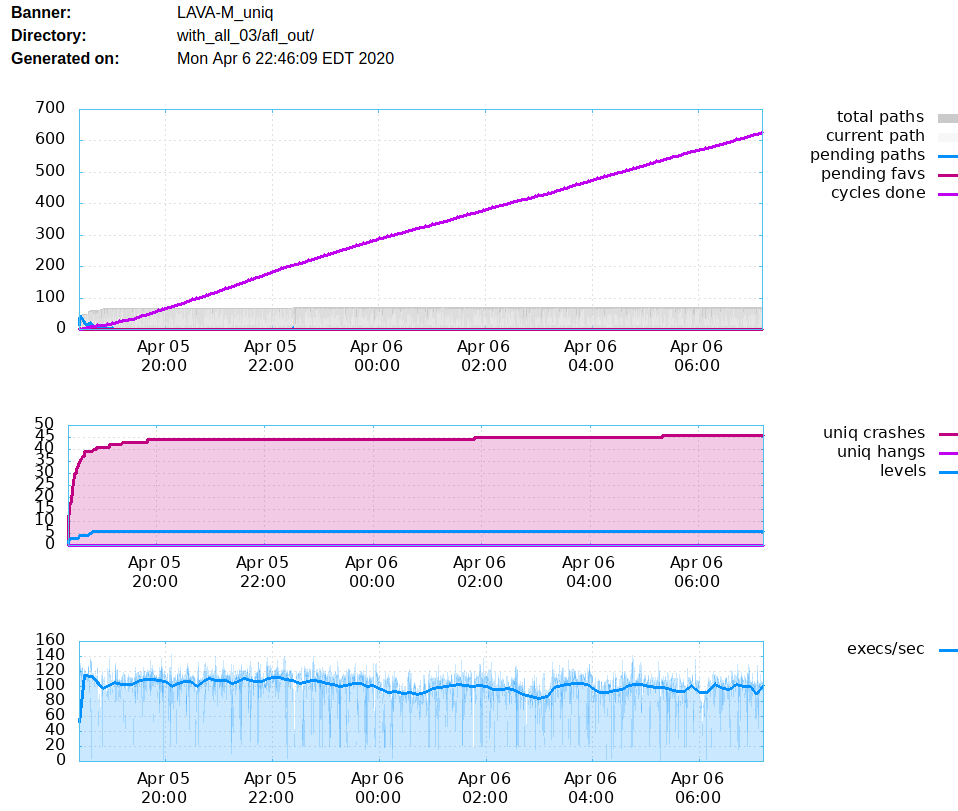 Banner: LAVA-M_uniq
Directory: with_all_03/afl_out/
Generated on: Mon Apr 6 22:46:09 EDT 2020
700
600
500
400
300
200
100
0
Apr 05 Apr 05 Apr 06 Apr 06 Apr 06 Apr 06
20:00 22:00 00:00 02:00 04:00 06:00
total paths
current path
pending paths
pending favs
cycles done
50
45
40
35
30
25
20
15
10
5
0
Apr 05 Apr 05 Apr 06 Apr 06 Apr 06 Apr 06
20:00 22:00 00:00 02:00 04:00 06:00
uniq crashes
uniq hangs
levels
160
140
120
100
80
60
40
20
0
Apr 05 Apr 05 Apr 06 Apr 06 Apr 06 Apr 06
20:00 22:00 00:00 02:00 04:00 06:00
execs/sec